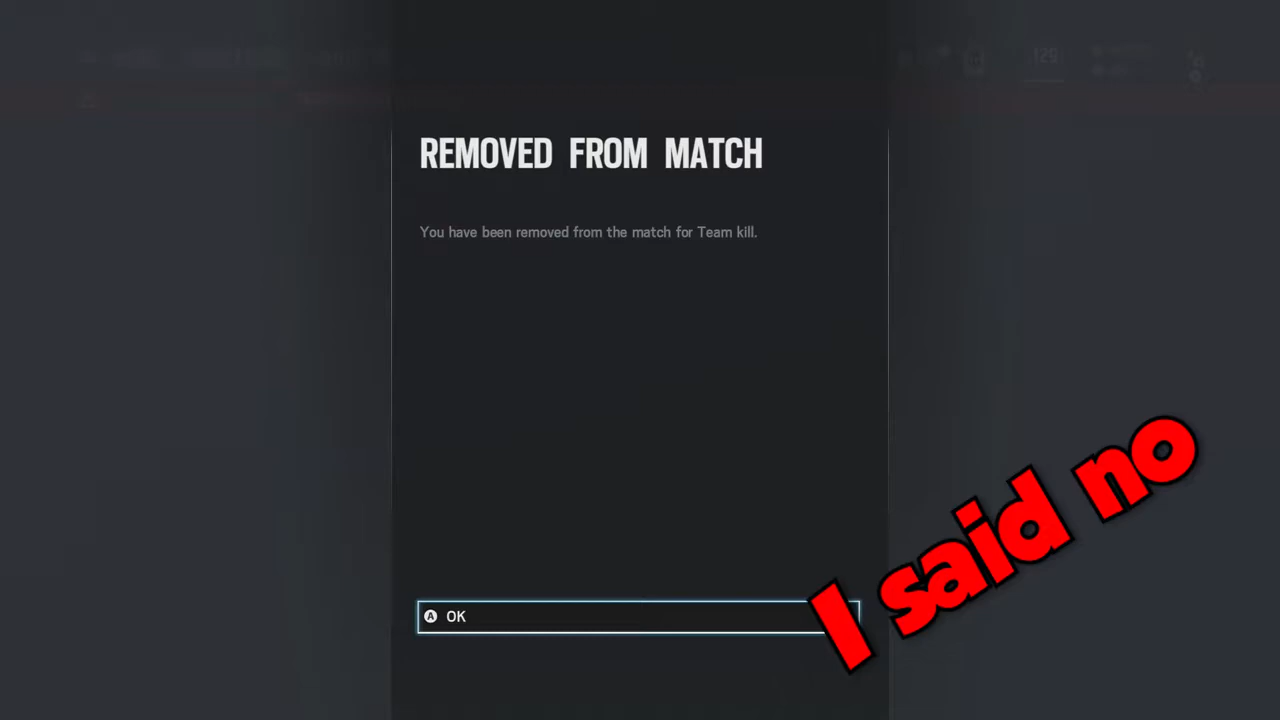 REMOVED FROM MATCH
You have been removed from the match for Team kill.
A OK
I said no